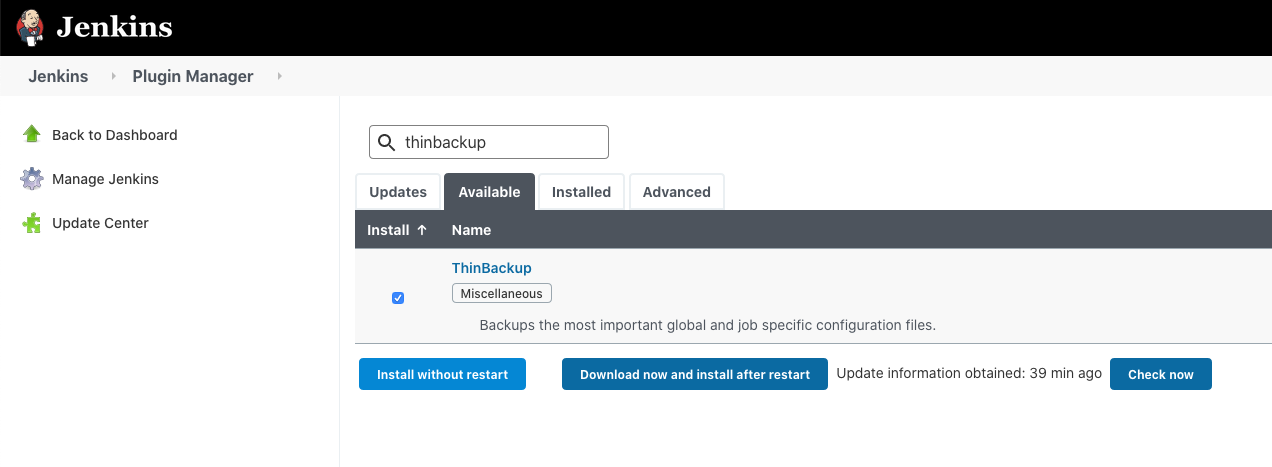 Jenkins
Jenkins Plugin Manager
Back to Dashboard
Manage Jenkins
Update Center
thinbackup
Updates Available Installed Advanced
Install ↑ Name
ThinBackup
Miscellaneous
Backups the most important global and job specific configuration files.
Install without restart Download now and install after restart Update information obtained: 39 min ago Check now